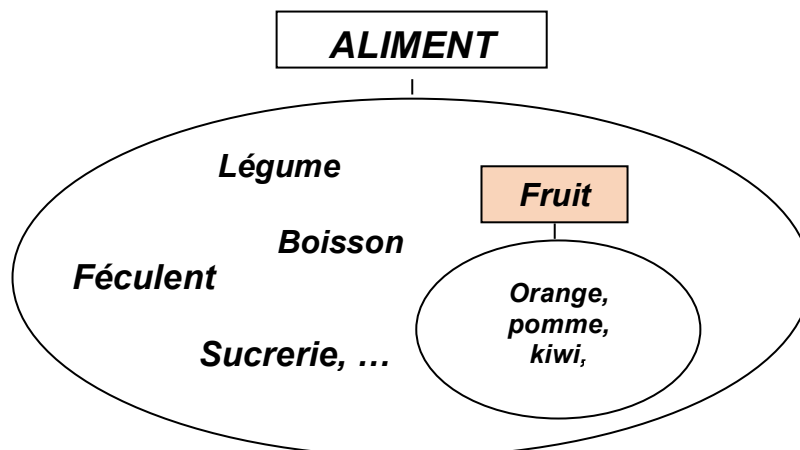 ALIMENT
Légume
Fruit
Boisson
Féculent
Orange,
pomme,
kiwi,
Sucrerie, …